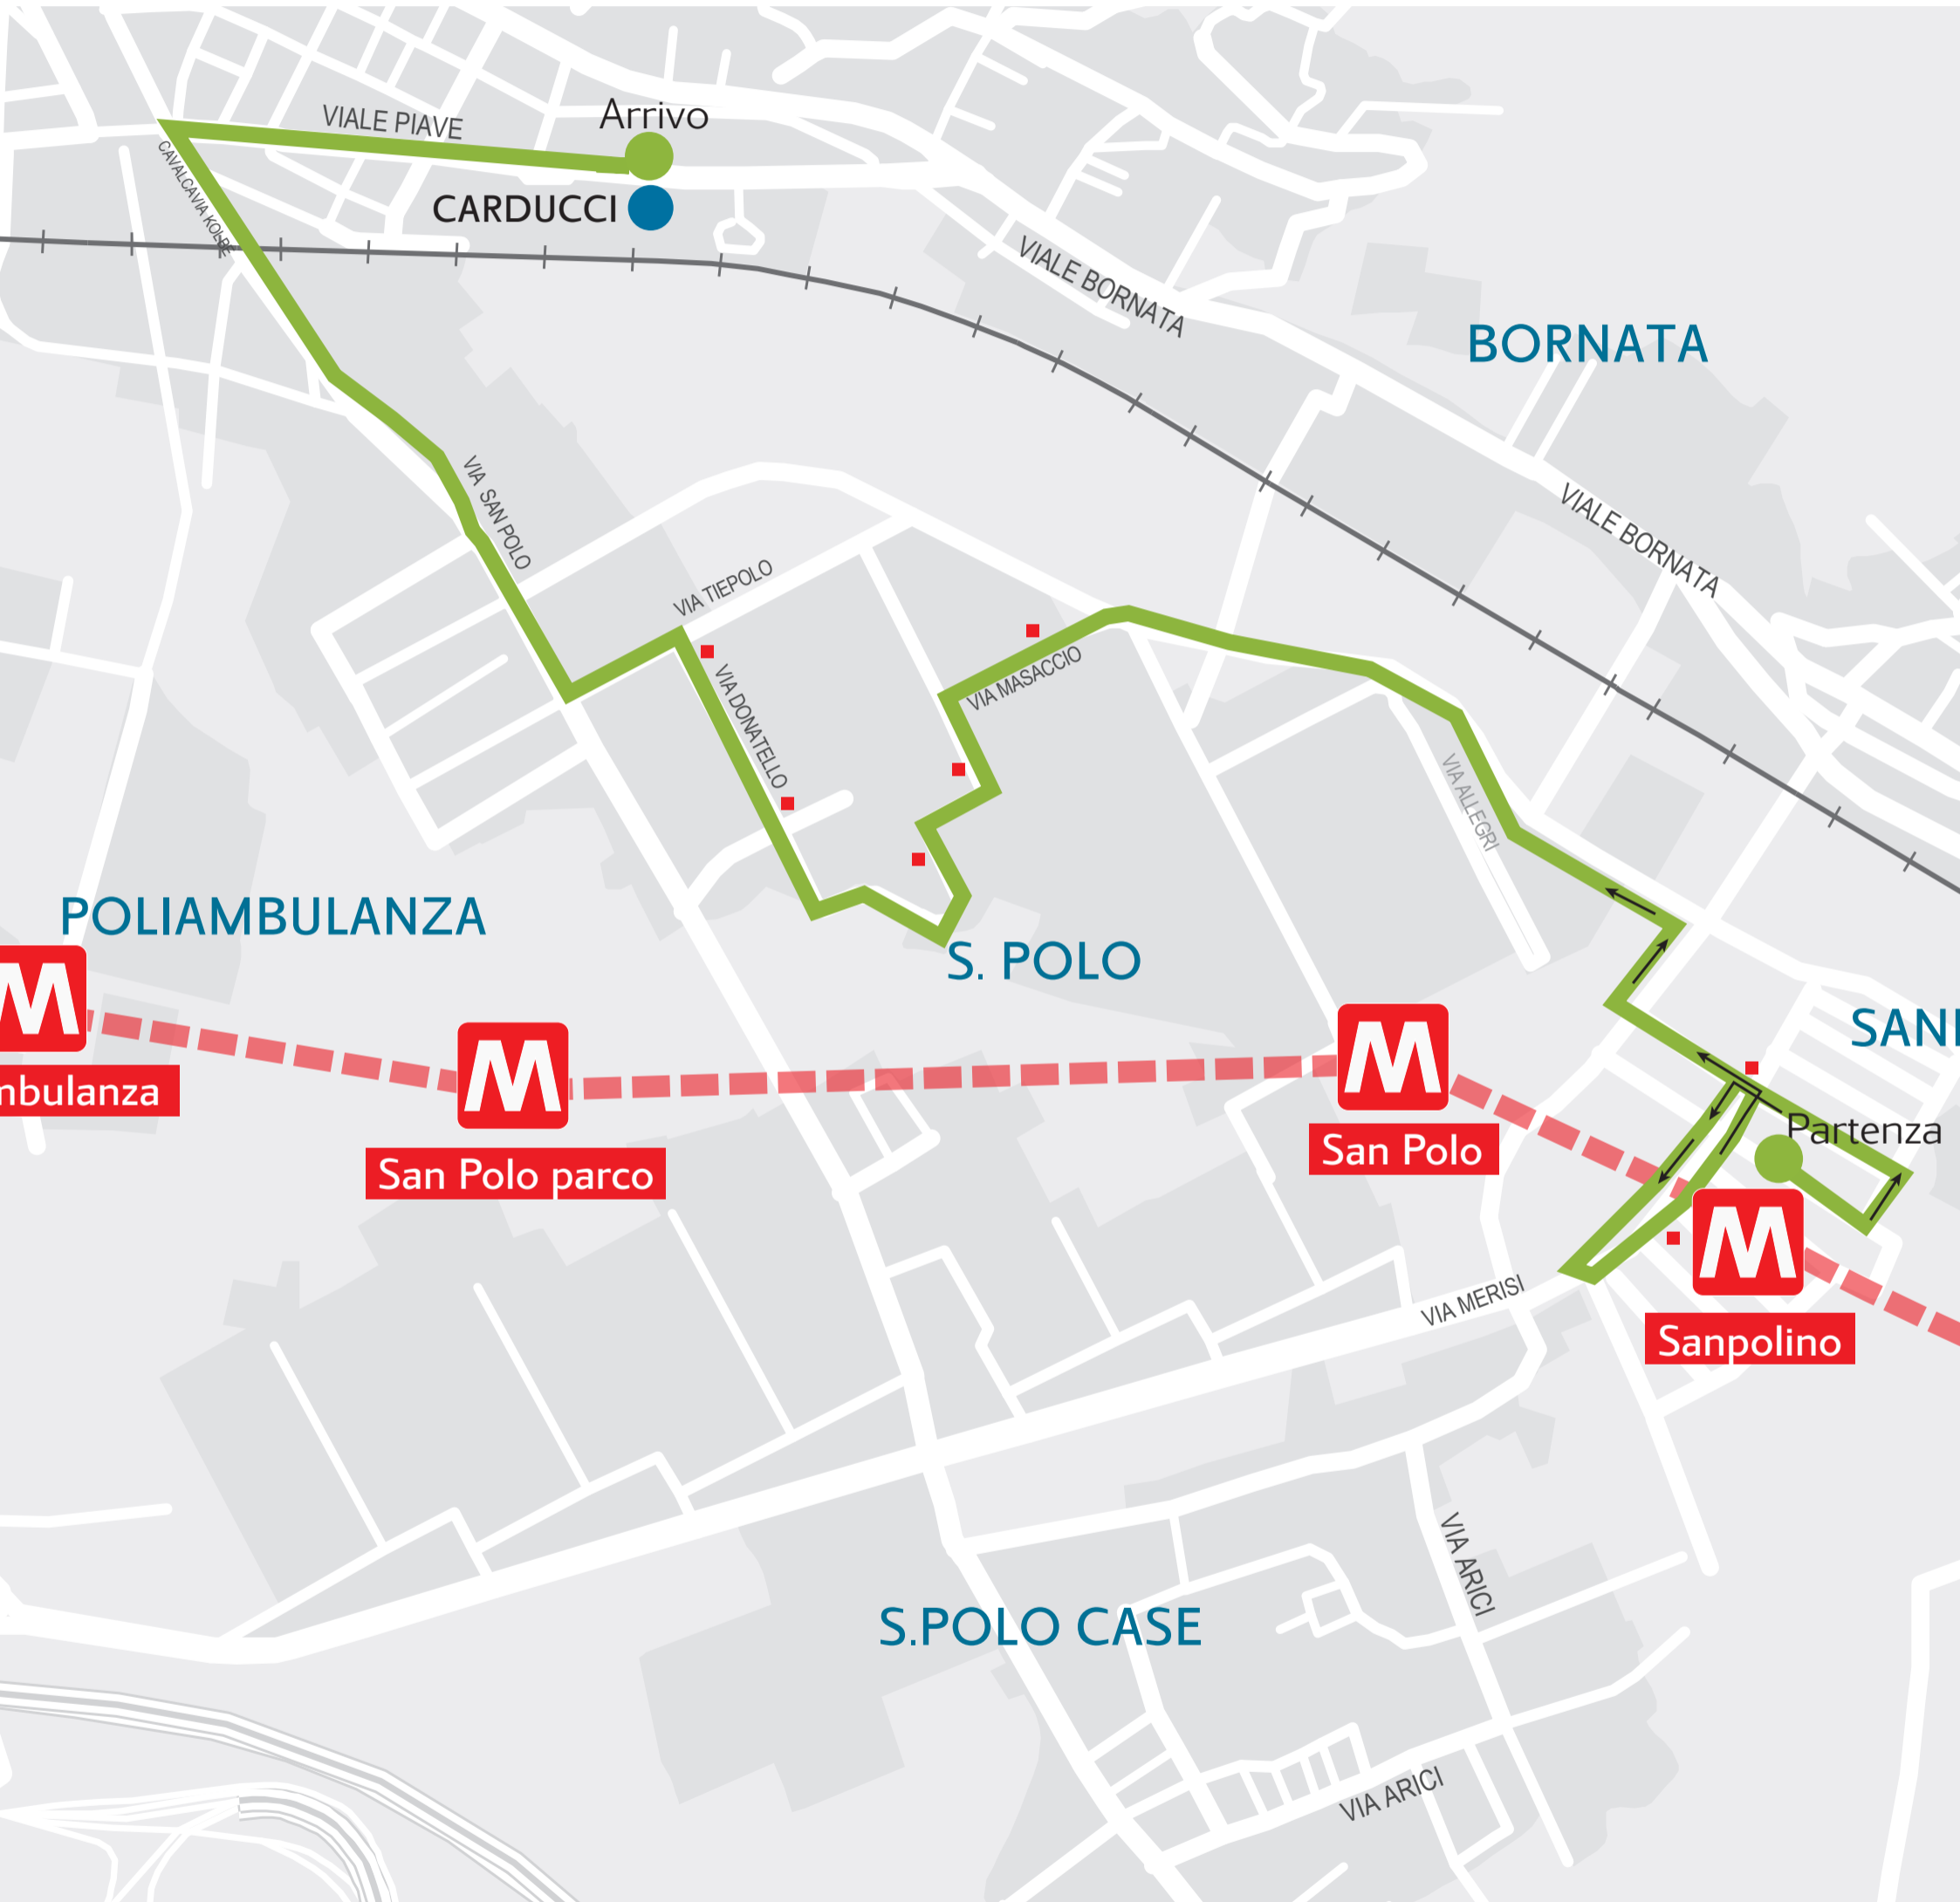 Arrivo
VIALE PIAVE
CAVALCAVIA KOLBE
CARDUCCI
VIALE BORNATA
BORNATA
VIA SAN POLO
VIALE BORNATA
VIA TIEPOLO
VIA DONATELLO
VIA MASACCIO
VIA ALLEGRI
POLIAMBULANZA
S. POLO
M
mbulanza
M
San Polo parco
M
San Polo
SAN
Partenza
M
Sanpolino
VIA MERISI
VIA ARICI
S.POLO CASE
VIA ARICI